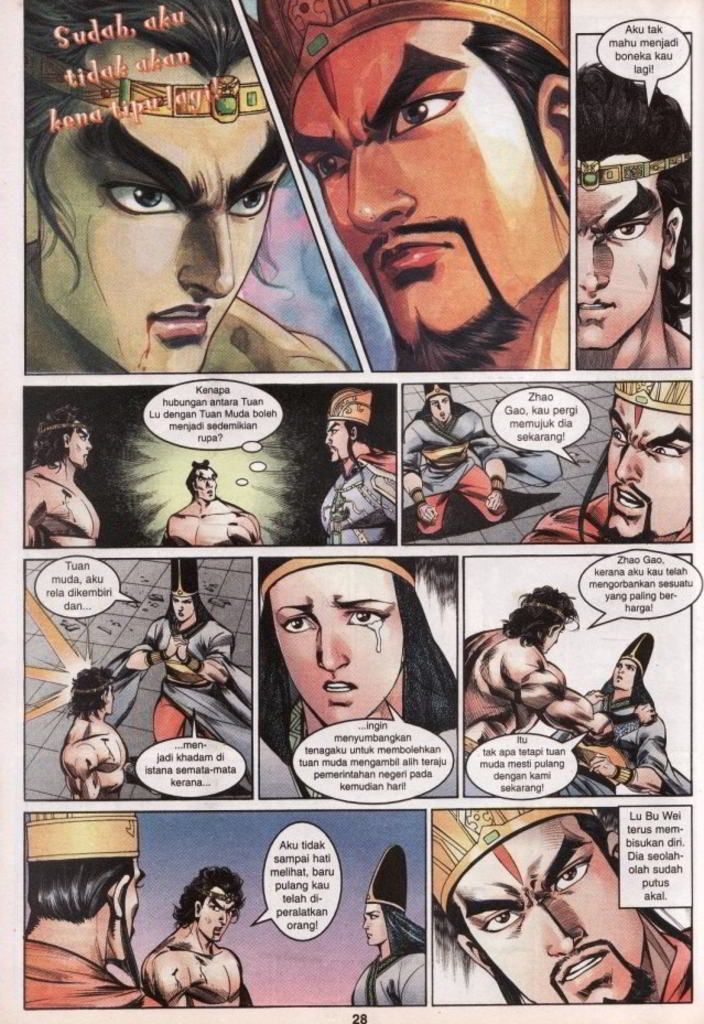 Sudah, aku
tidak akan
kena tipu lagi!
Aku tak
mahu menjadi
boneka kau
lagi!
Kenapa
hubungan antara Tuan
Lu dengan Tuan Muda boleh
menjadi sedemikian
rupa?
Zhao
Gao, kau pergi
memujuk dia
sekarang!
Tuan
muda, aku
rela dikembiri
dan...
...men-
jadi khadam di
istana semata-mata
kerana...
...ingin
menyumbangkan
tenagaku untuk membolehkan
tuan muda mengambil alih teraju
pemerintahan negeri pada
kemudian hari!
Zhao Gao,
kerana aku kau telah
mengorbankan sesuatu
yang paling ber-
harga!
Itu
tak apa tetapi tuan
muda mesti pulang
dengan kami
sekarang!
Aku tidak
sampai hati
melihat, baru
pulang kau
telah di-
peralatkan
orang!
Lu Bu Wei
terus mem-
bisukan diri.
Dia seolah-
olah sudah
putus
akal.
28